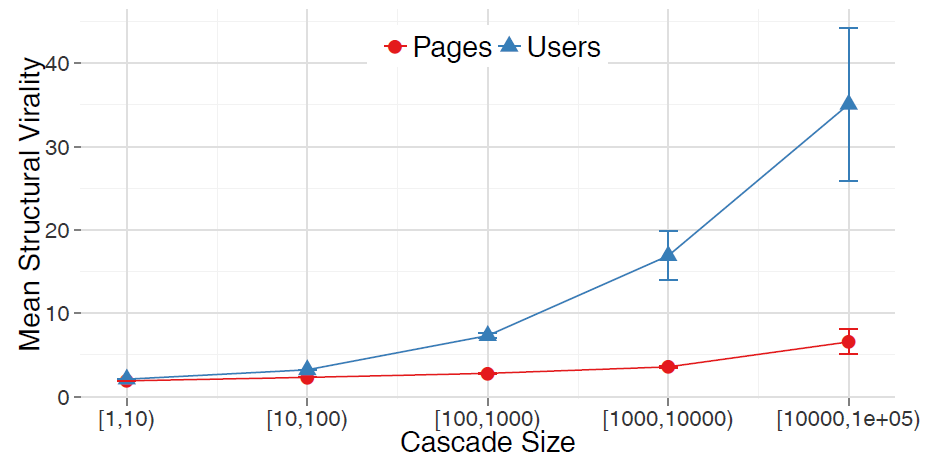 Pages Users
Mean Structural Virality
40
30
20
10
0
[1,10) [10,100) [100,1000) [1000,10000) [10000,1e+05)
Cascade Size